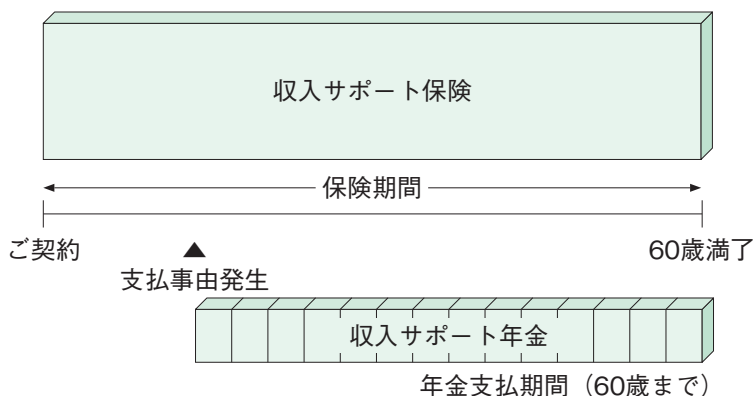 収入サポート保険
保険期間
ご契約
60歳満了
支払事由発生
収入サポート年金
年金支払期間(60歳まで)